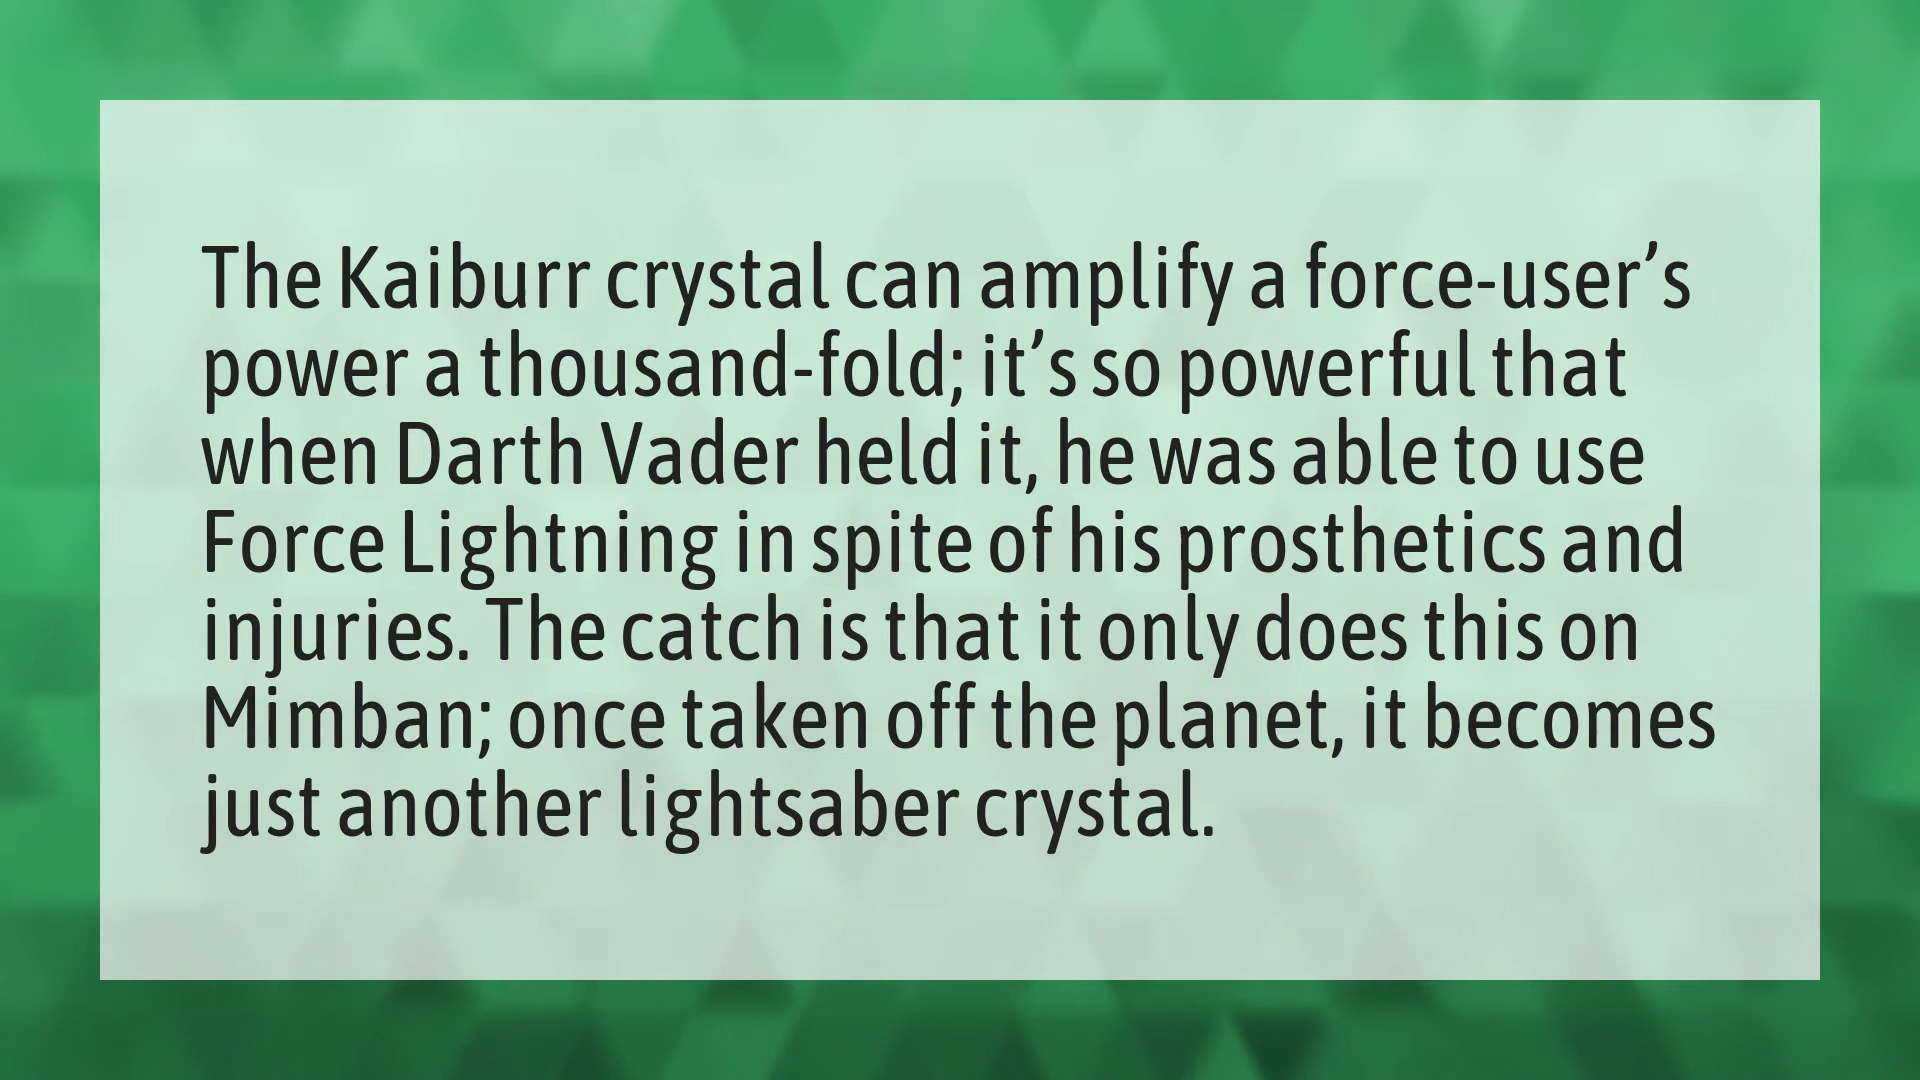 The Kaiburr crystal can amplify a force-user’s
power a thousand-fold; it’s so powerful that
when Darth Vader held it, he was able to use
Force Lightning in spite of his prosthetics and
injuries. The catch is that it only does this on
Mimban; once taken off the planet, it becomes
just another lightsaber crystal.